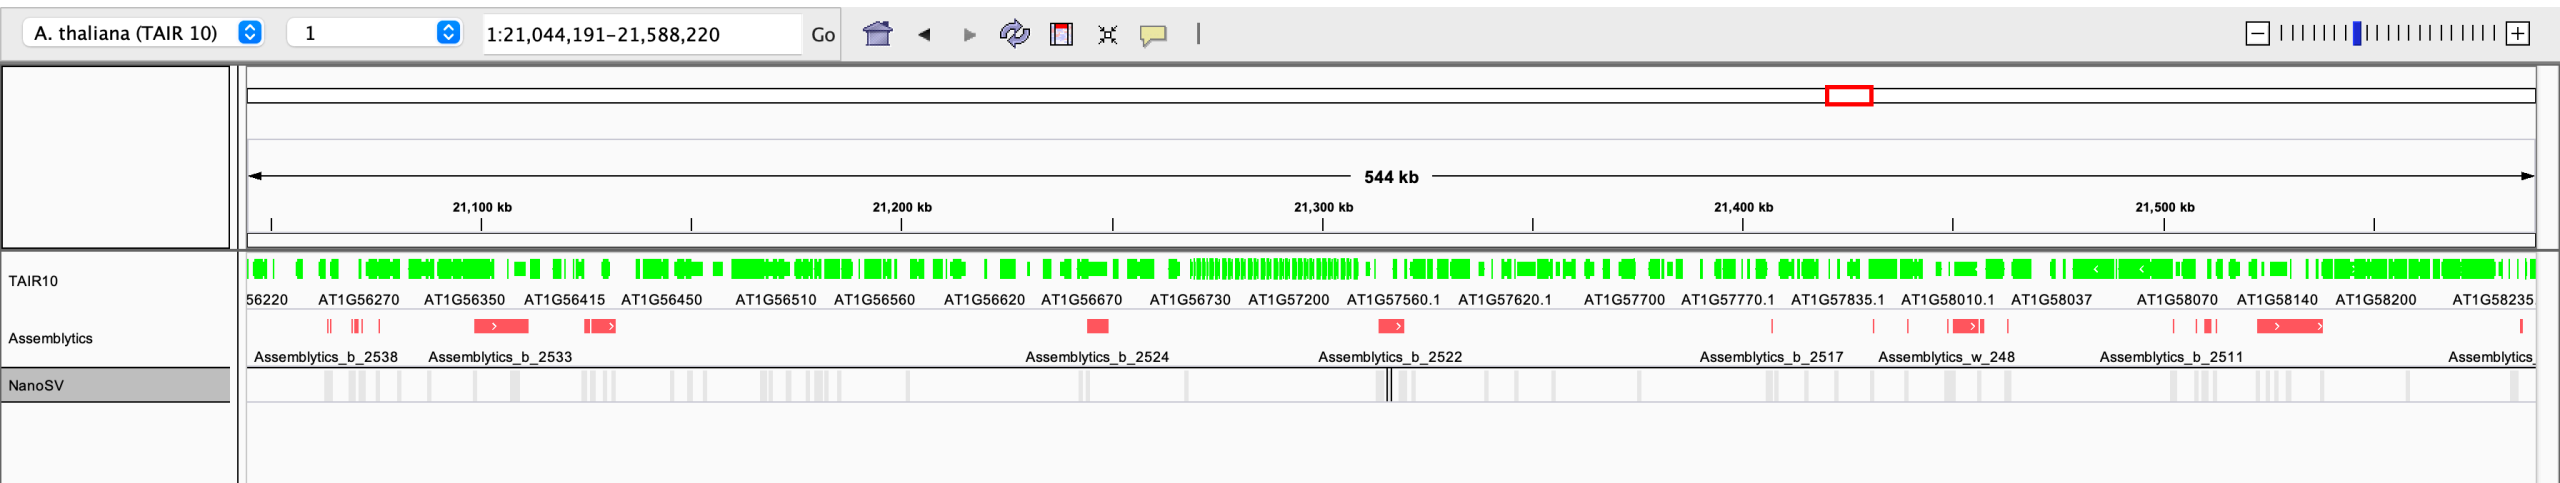 A. thaliana (TAIR 10) 1 1:21,044,191-21,588,220 Go
544 kb
21,100 kb 21,200 kb 21,300 kb 21,400 kb 21,500 kb
TAIR10
56220 AT1G56270 AT1G56350 AT1G56415 AT1G56450 AT1G56510 AT1G56560 AT1G56620 AT1G56670 AT1G56730 AT1G57200 AT1G57560.1 AT1G57620.1 AT1G57700 AT1G57770.1 AT1G57835.1 AT1G58010.1 AT1G58037 AT1G58070 AT1G58140 AT1G58200 AT1G58235.
Assemblytics
Assemblytics_b_2538 Assemblytics_b_2533 Assemblytics_b_2524 Assemblytics_b_2522 Assemblytics_b_2517 Assemblytics_w_248 Assemblytics_b_2511 Assemblytics_
NanoSV